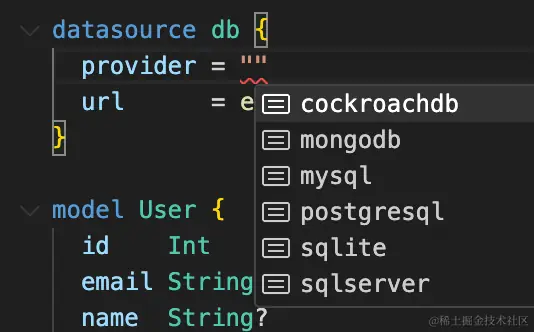 datasource db {
provider = ""
url = e
cockroachdb
}
mongodb
mysql
model User {
postgresql
id Int
sqlite
email String
sqlserver
name String?
@稀土掘金技术社区